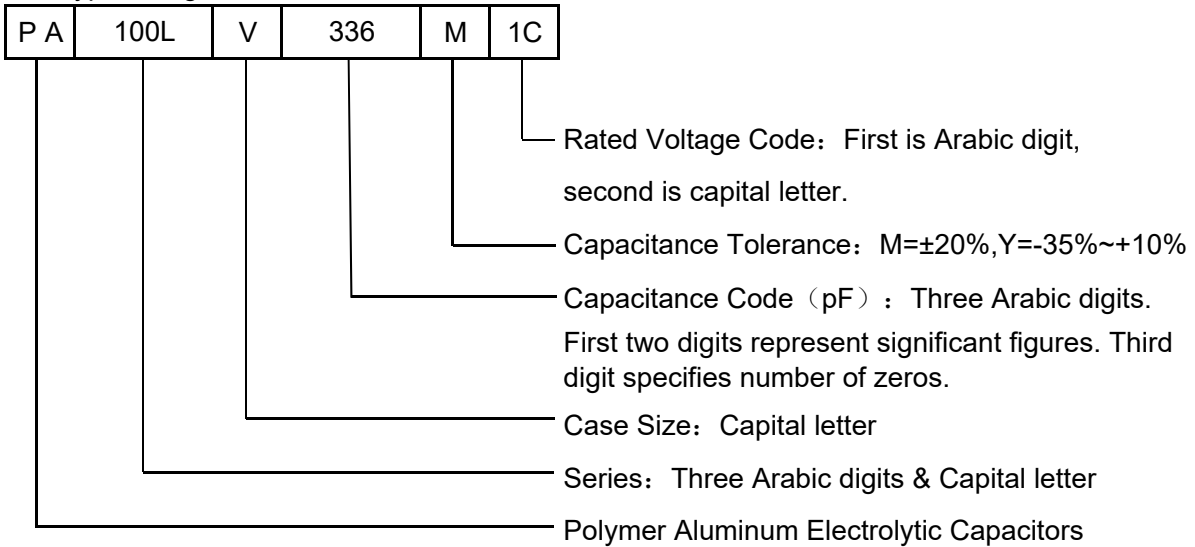 P A 100L V 336 M 1C
Rated Voltage Code：First is Arabic digit,
second is capital letter.
Capacitance Tolerance：M=±20%,Y=-35%~+10%
Capacitance Code（pF）：Three Arabic digits.
First two digits represent significant figures. Third
digit specifies number of zeros.
Case Size：Capital letter
Series：Three Arabic digits & Capital letter
Polymer Aluminum Electrolytic Capacitors